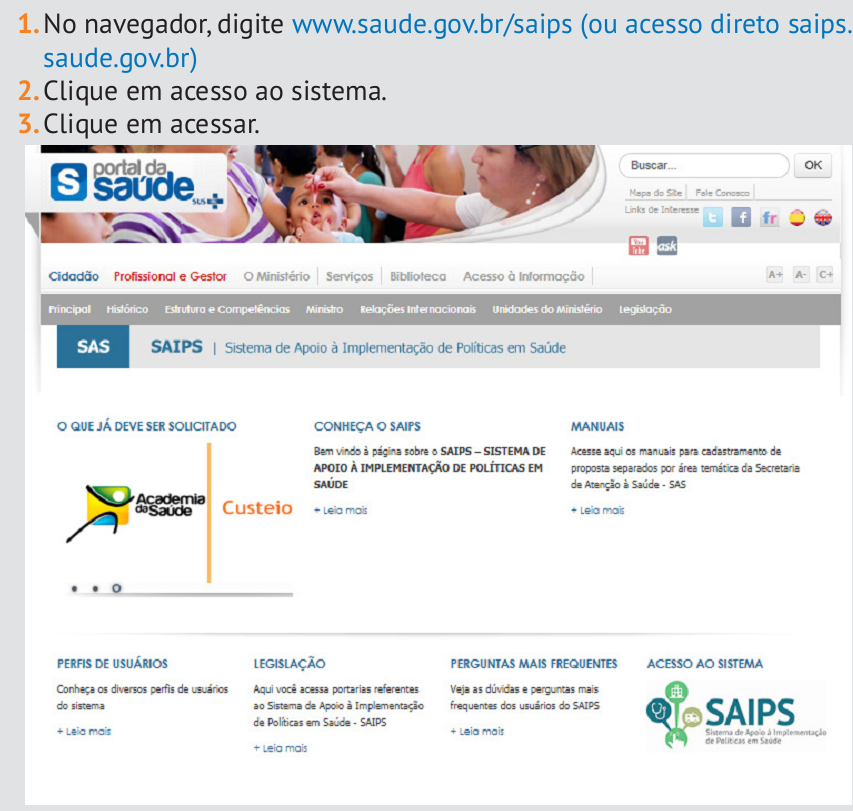 1. No navegador, digite www.saude.gov.br/saips (ou acesso direto saips.
saude.gov.br)
2. Clique em acesso ao sistema.
3. Clique em acessar.
S portal da
saúde SUS
Buscar... OK
Mapa do Site | Fale Conosco
Links de Interesse t f fr
You Tube ask
Cidadão Profissional e Gestor O Ministério Serviços Biblioteca Acesso à Informação A+ A- C+
Principal Histórico Estrutura e Competências Ministro Relações Internacionais Unidades do Ministério Legislação
SAS SAIPS | Sistema de Apoio à Implementação de Políticas em Saúde
O QUE JÁ DEVE SER SOLICITADO
Academia
da Saúde
Custeio
CONHEÇA O SAIPS
Bem vindo à página sobre o SAIPS – SISTEMA DE
APOIO À IMPLEMENTAÇÃO DE POLÍTICAS EM
SAÚDE
+ Leia mais
MANUAIS
Acesse aqui os manuais para cadastramento de
proposta separados por área temática da Secretaria
de Atenção à Saúde - SAS
+ Leia mais
PERFIS DE USUÁRIOS
Conheça os diversos perfis de usuários
do sistema
+ Leia mais
LEGISLAÇÃO
Aqui você acessa portarias referentes
ao Sistema de Apoio à Implementação
de Políticas em Saúde - SAIPS
+ Leia mais
PERGUNTAS MAIS FREQUENTES
Veja as dúvidas e perguntas mais
frequentes dos usuários do SAIPS
+ Leia mais
ACESSO AO SISTEMA
SAIPS
Sistema de Apoio à Implementação
de Políticas em Saúde